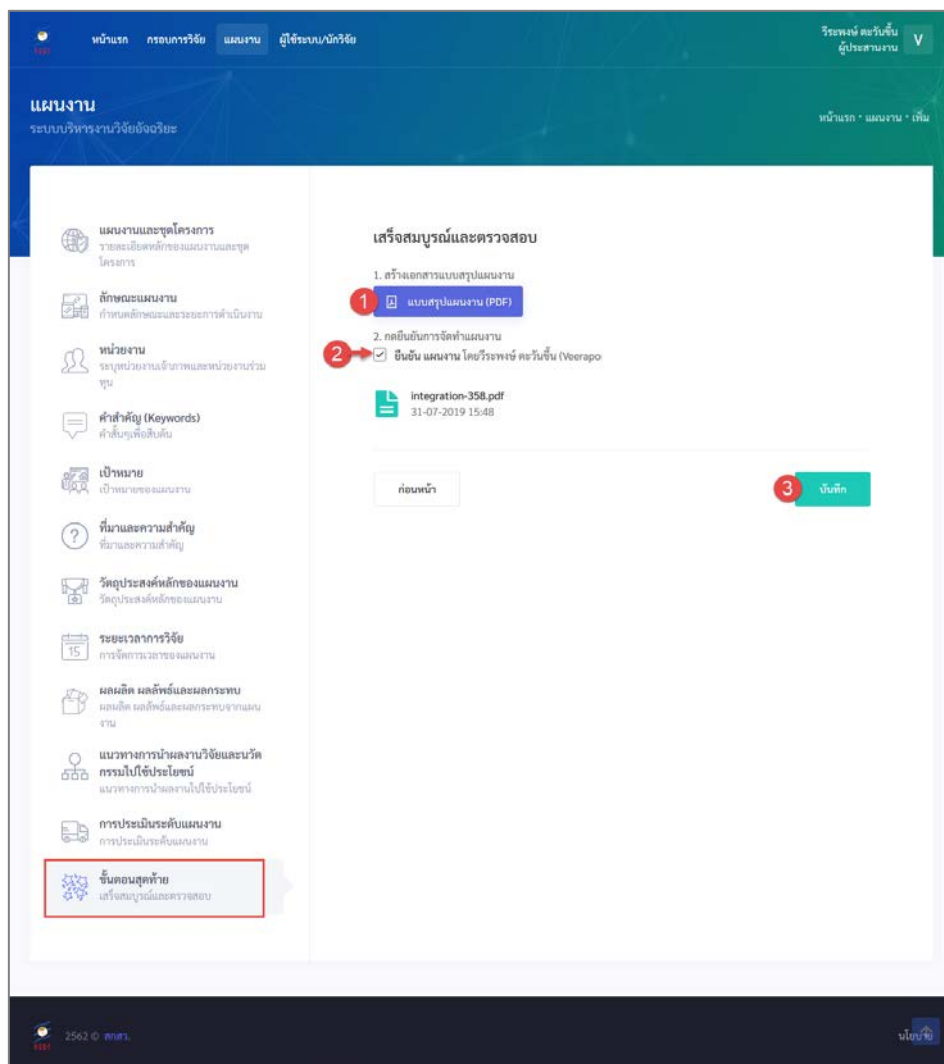 หน้าแรก กรอบการวิจัย แผนงาน ผู้ใช้ระบบ/นักวิจัย
วีระพงษ์ ตะวันขึ้น
ผู้ประสานงาน
V
แผนงาน
ระบบบริหารงานวิจัยอัจฉริยะ
หน้าแรก • แผนงาน • เพิ่ม
แผนงานและชุดโครงการ
รายละเอียดหลักของแผนงานและชุด
โครงการ
ลักษณะแผนงาน
กำหนดลักษณะและระยะการดำเนินงาน
หน่วยงาน
ระบุหน่วยงานเจ้าภาพและหน่วยงานร่วม
ทุน
คำสำคัญ (Keywords)
คำสั้นๆเพื่อสืบค้น
เป้าหมาย
เป้าหมายของแผนงาน
ที่มาและความสำคัญ
ที่มาและความสำคัญ
วัตถุประสงค์หลักของแผนงาน
วัตถุประสงค์หลักของแผนงาน
15
ระยะเวลาการวิจัย
การจัดการเวลาของแผนงาน
ผลผลิต ผลลัพธ์และผลกระทบ
ผลผลิต ผลลัพธ์และผลกระทบจากแผน
งาน
แนวทางการนำผลงานวิจัยและนวัต
กรรมไปใช้ประโยชน์
แนวทางการนำผลงานไปใช้ประโยชน์
การประเมินระดับแผนงาน
การประเมินระดับแผนงาน
ขั้นตอนสุดท้าย
เสร็จสมบูรณ์และตรวจสอบ
เสร็จสมบูรณ์และตรวจสอบ
1. สร้างเอกสารแบบสรุปแผนงาน
1 แบบสรุปแผนงาน (PDF)
2. กดยืนยันการจัดทำแผนงาน
2 ยืนยัน แผนงาน โดยวีระพงษ์ ตะวันขึ้น (Veerapo
integration-358.pdf
31-07-2019 15:48
ก่อนหน้า
3 บันทึก
2562 © สกสว.